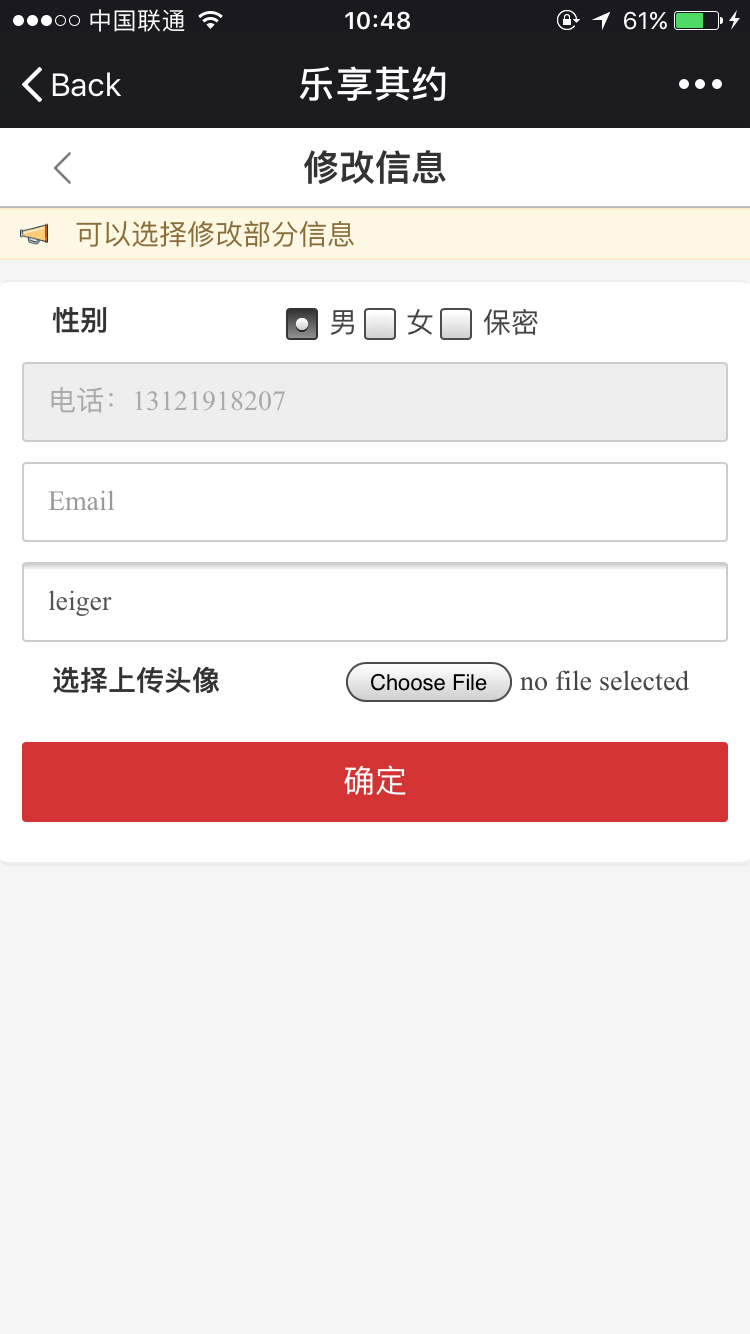 中国联通 10:48 61%
Back 乐享其约
修改信息
可以选择修改部分信息
性别 男 女 保密
电话：13121918207
Email
leiger
选择上传头像 Choose File no file selected
确定